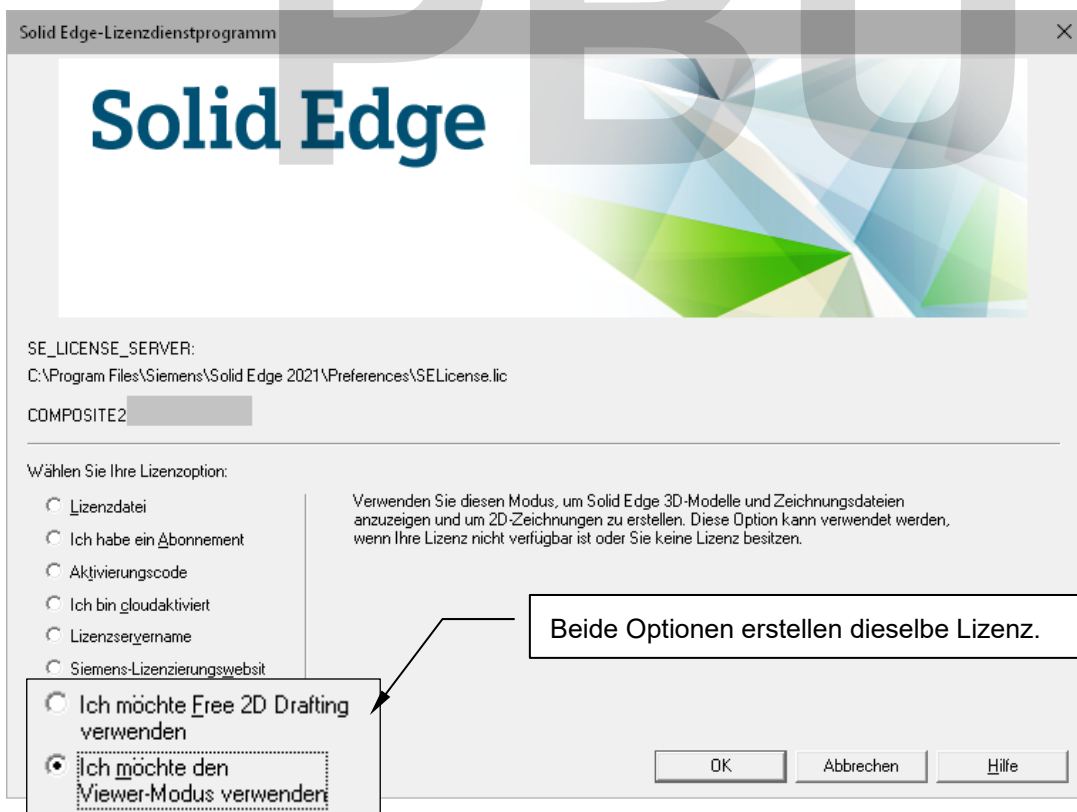 PBU
Solid Edge-Lizenzdienstprogramm
Solid Edge
SE_LICENSE_SERVER:
C:\Program Files\Siemens\Solid Edge 2021\Preferences\SELicense.lic
COMPOSITE2
Wählen Sie Ihre Lizenzoption:
Lizenzdatei
Ich habe ein Abonnement
Aktivierungscode
Ich bin cloudaktiviert
Lizenzservername
Siemens-Lizenzierungswebsit
Ich möchte Free 2D Drafting
verwenden
Ich möchte den
Viewer-Modus verwenden
Verwenden Sie diesen Modus, um Solid Edge 3D-Modelle und Zeichnungsdateien
anzuzeigen und um 2D-Zeichnungen zu erstellen. Diese Option kann verwendet werden,
wenn Ihre Lizenz nicht verfügbar ist oder Sie keine Lizenz besitzen.
Beide Optionen erstellen dieselbe Lizenz.
OK
Abbrechen
Hilfe